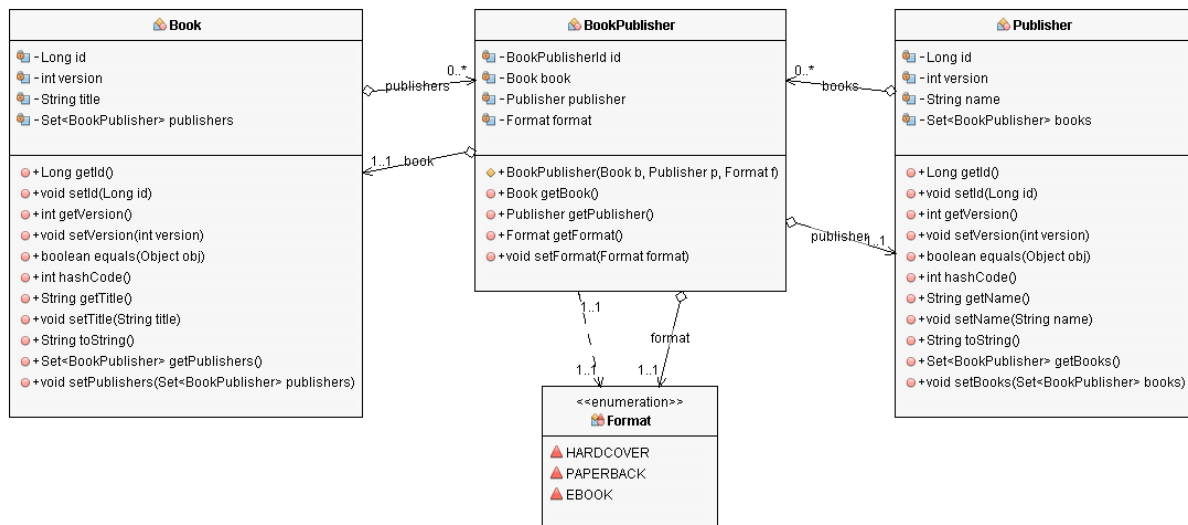 Book
- Long id
- int version
- String title
- Set<BookPublisher> publishers
+ Long getId()
+ void setId(Long id)
+ int getVersion()
+ void setVersion(int version)
+ boolean equals(Object obj)
+ int hashCode()
+ String getTitle()
+ void setTitle(String title)
+ String toString()
+ Set<BookPublisher> getPublishers()
+ void setPublishers(Set<BookPublisher> publishers)
0..*
publishers
1..1 book
BookPublisher
- BookPublisherId id
- Book book
- Publisher publisher
- Format format
+ BookPublisher(Book b, Publisher p, Format f)
+ Book getBook()
+ Publisher getPublisher()
+ Format getFormat()
+ void setFormat(Format format)
0..*
books
publisher
1..1
Publisher
- Long id
- int version
- String name
- Set<BookPublisher> books
+ Long getId()
+ void setId(Long id)
+ int getVersion()
+ void setVersion(int version)
+ boolean equals(Object obj)
+ int hashCode()
+ String getName()
+ void setName(String name)
+ String toString()
+ Set<BookPublisher> getBooks()
+ void setBooks(Set<BookPublisher> books)
1..1
format
1..1
1..1
<<enumeration>>
Format
HARDCOVER
PAPERBACK
EBOOK